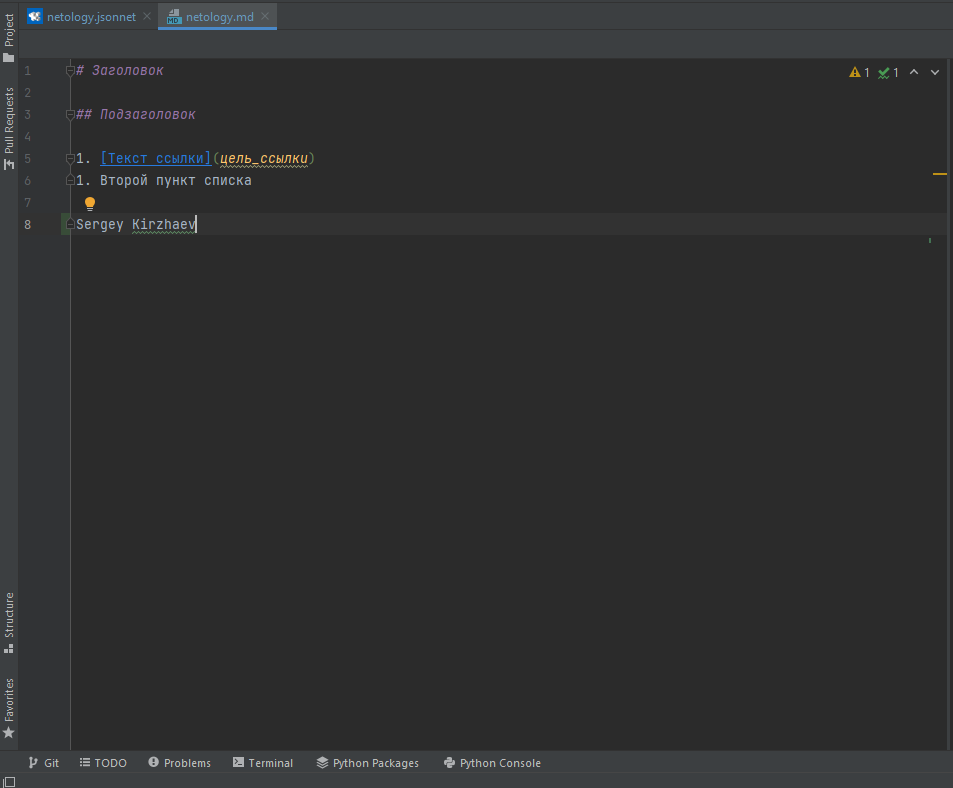 netology.jsonnet
netology.md
Project
Pull Requests
Structure
Favorites
1 # Заголовок
2
3 ## Подзаголовок
4
5 1. [Текст ссылки](цель_ссылки)
6 1. Второй пункт списка
7
8 Sergey Kirzhaev
1 1
Git TODO Problems Terminal Python Packages Python Console